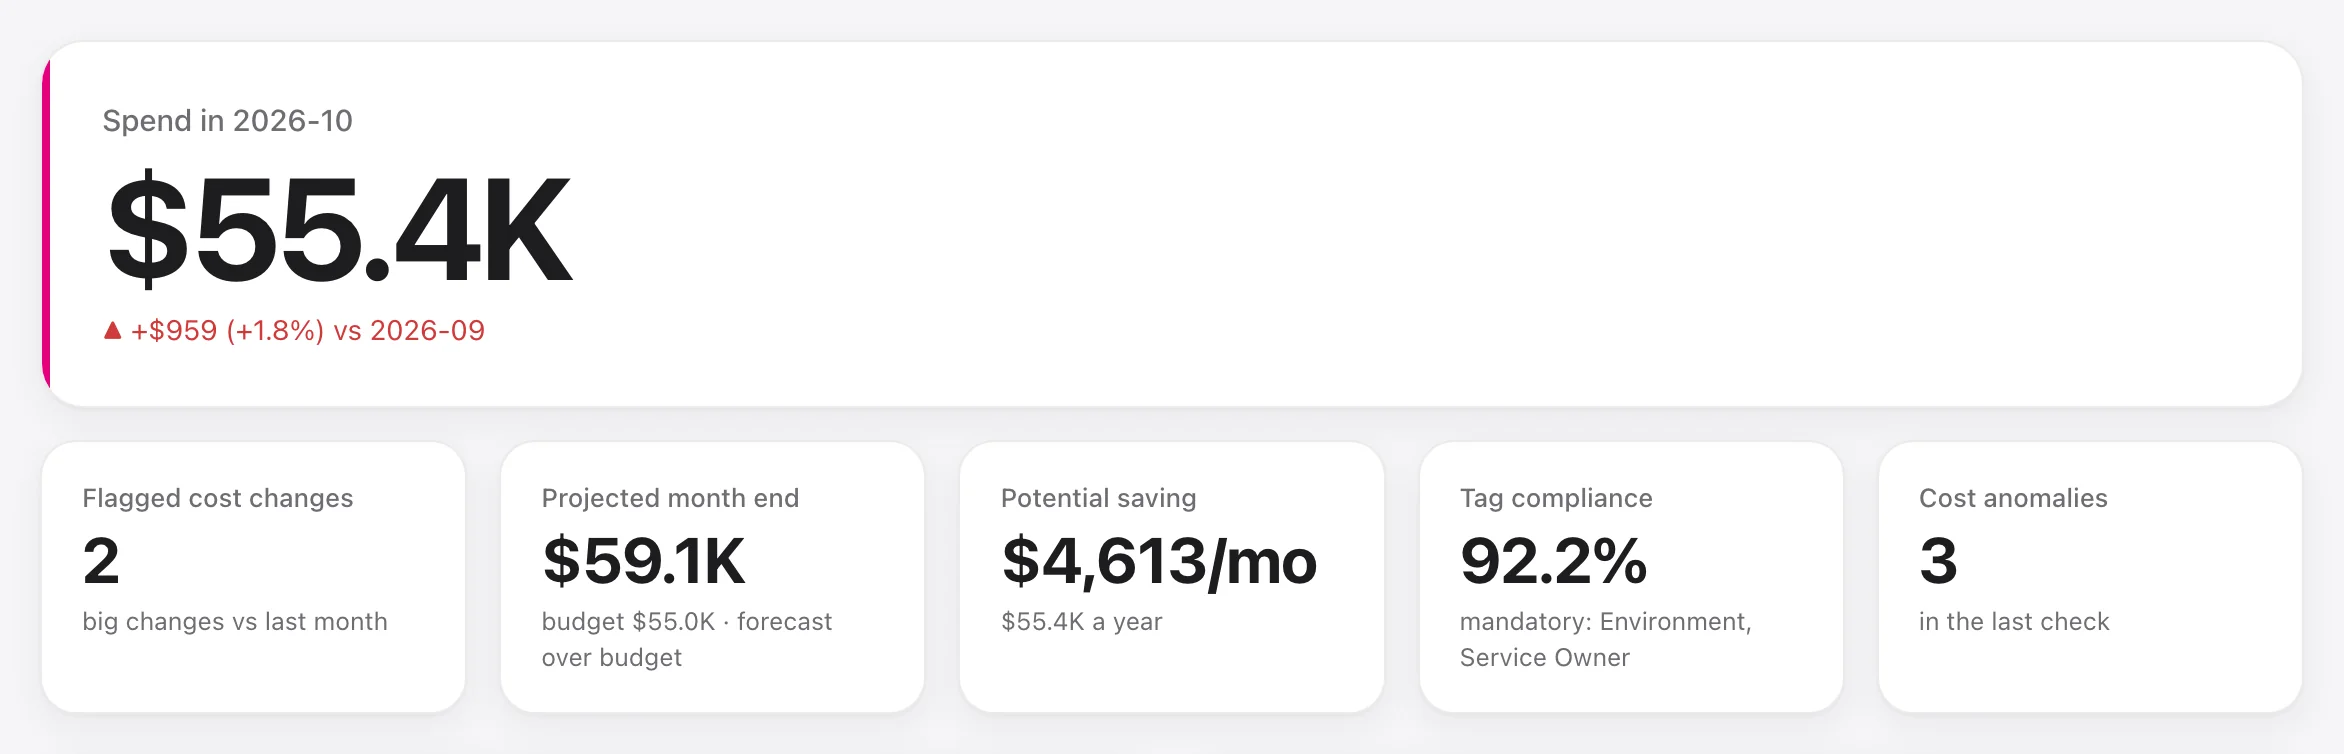 Spend in 2026-10
$55.4K
▲ +$959 (+1.8%) vs 2026-09
Flagged cost changes
2
big changes vs last month
Projected month end
$59.1K
budget $55.0K · forecast
over budget
Potential saving
$4,613/mo
$55.4K a year
Tag compliance
92.2%
mandatory: Environment,
Service Owner
Cost anomalies
3
in the last check